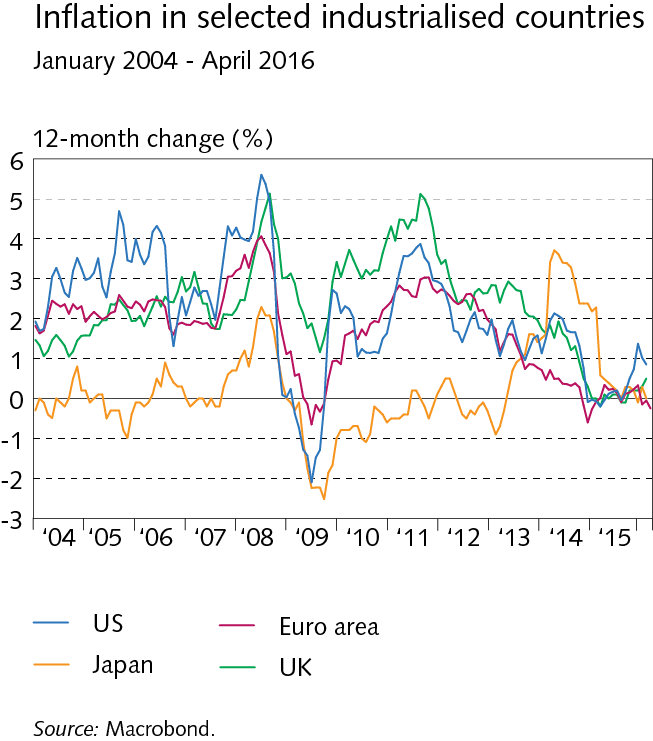 Inflation in selected industrialised countries
January 2004 - April 2016
12-month change (%)
6
5
4
3
2
1
0
-1
-2
-3
‘04 ‘05 ‘06 ‘07 ‘08 ‘09 ‘10 ‘11 ‘12 ‘13 ‘14 ‘15
US Euro area
Japan UK
Source: Macrobond.